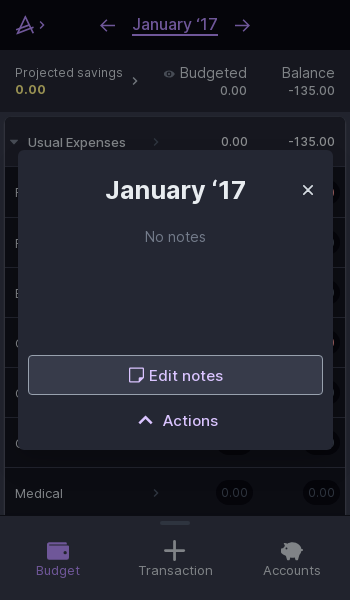 January ‘17
Projected savings
0.00
Budgeted
0.00
Balance
-135.00
Usual Expenses
0.00
-135.00
January ‘17
No notes
Edit notes
Actions
Medical
0.00
0.00
Budget
Transaction
Accounts